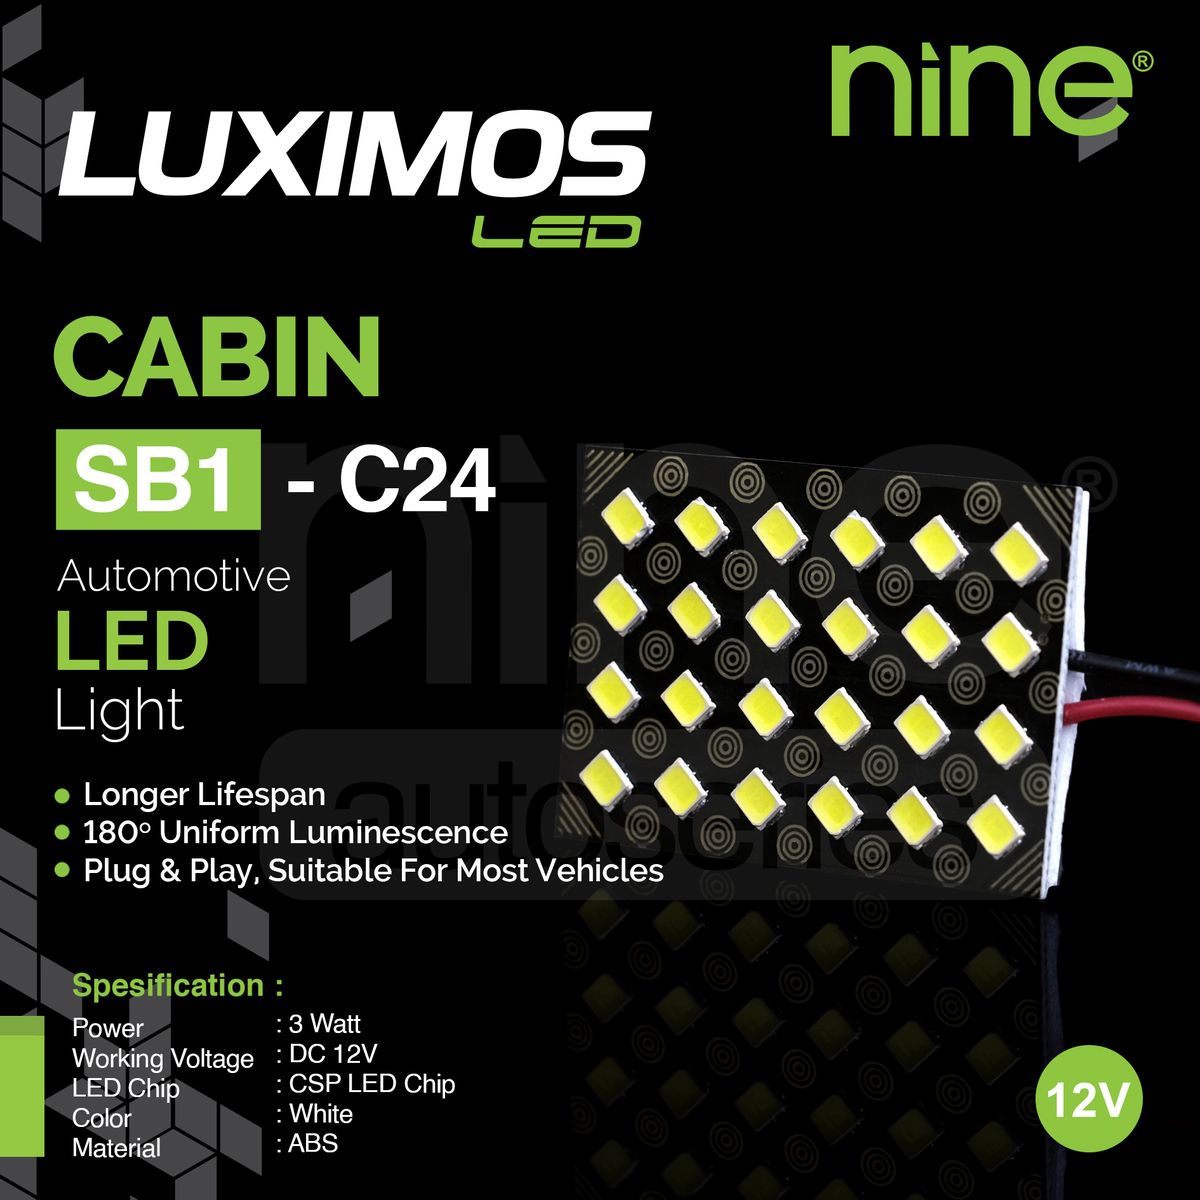 nine®
LUXIMOS
LED
CABIN
SB1 - C24
Automotive
LED
Light
nine®
autoseries
• Longer Lifespan
• 180° Uniform Luminescence
• Plug & Play, Suitable For Most Vehicles
Spesification :
Power : 3 Watt
Working Voltage : DC 12V
LED Chip : CSP LED Chip
Color : White
Material : ABS
12V